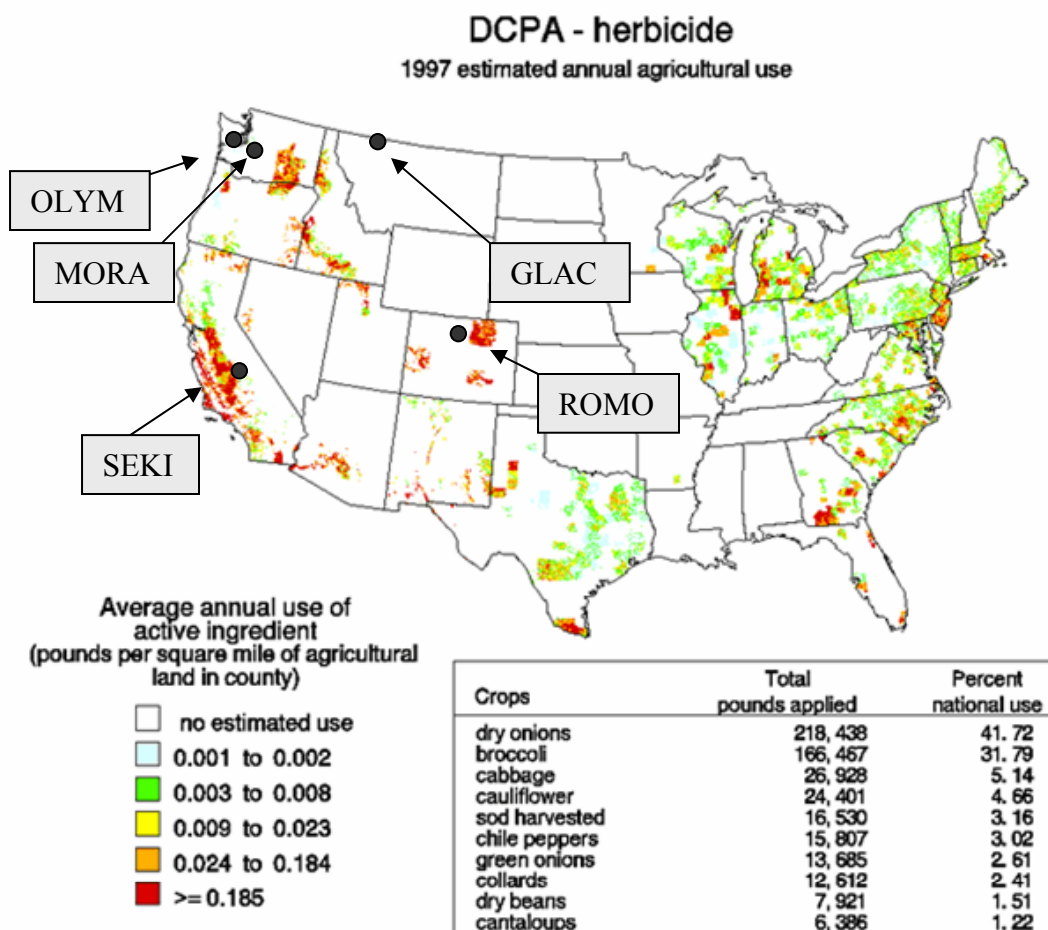 DCPA - herbicide
1997 estimated annual agricultural use
OLYM
MORA
GLAC
ROMO
SEKI
Average annual use of
active ingredient
(pounds per square mile of agricultural
land in county)
no estimated use
0.001 to 0.002
0.003 to 0.008
0.009 to 0.023
0.024 to 0.184
>= 0.185
Crops Total pounds applied Percent national use
dry onions 218, 438 41. 72
broccoli 166, 467 31. 79
cabbage 26, 928 5. 14
cauliflower 24, 401 4. 66
sod harvested 16, 530 3. 16
chile peppers 15, 807 3. 02
green onions 13, 685 2. 61
collards 12, 612 2. 41
dry beans 7, 921 1. 51
cantaloups 6, 386 1. 22